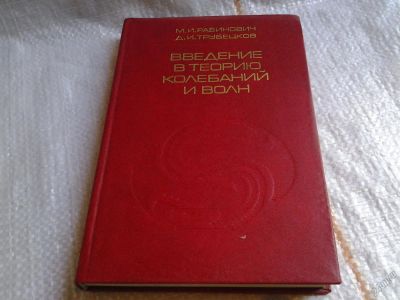 М.И.РАБИНОВИЧ
Д.И.ТРУБЕЦКОВ
ВВЕДЕНИЕ
В ТЕОРИЮ
КОЛЕБАНИЙ
И ВОЛН